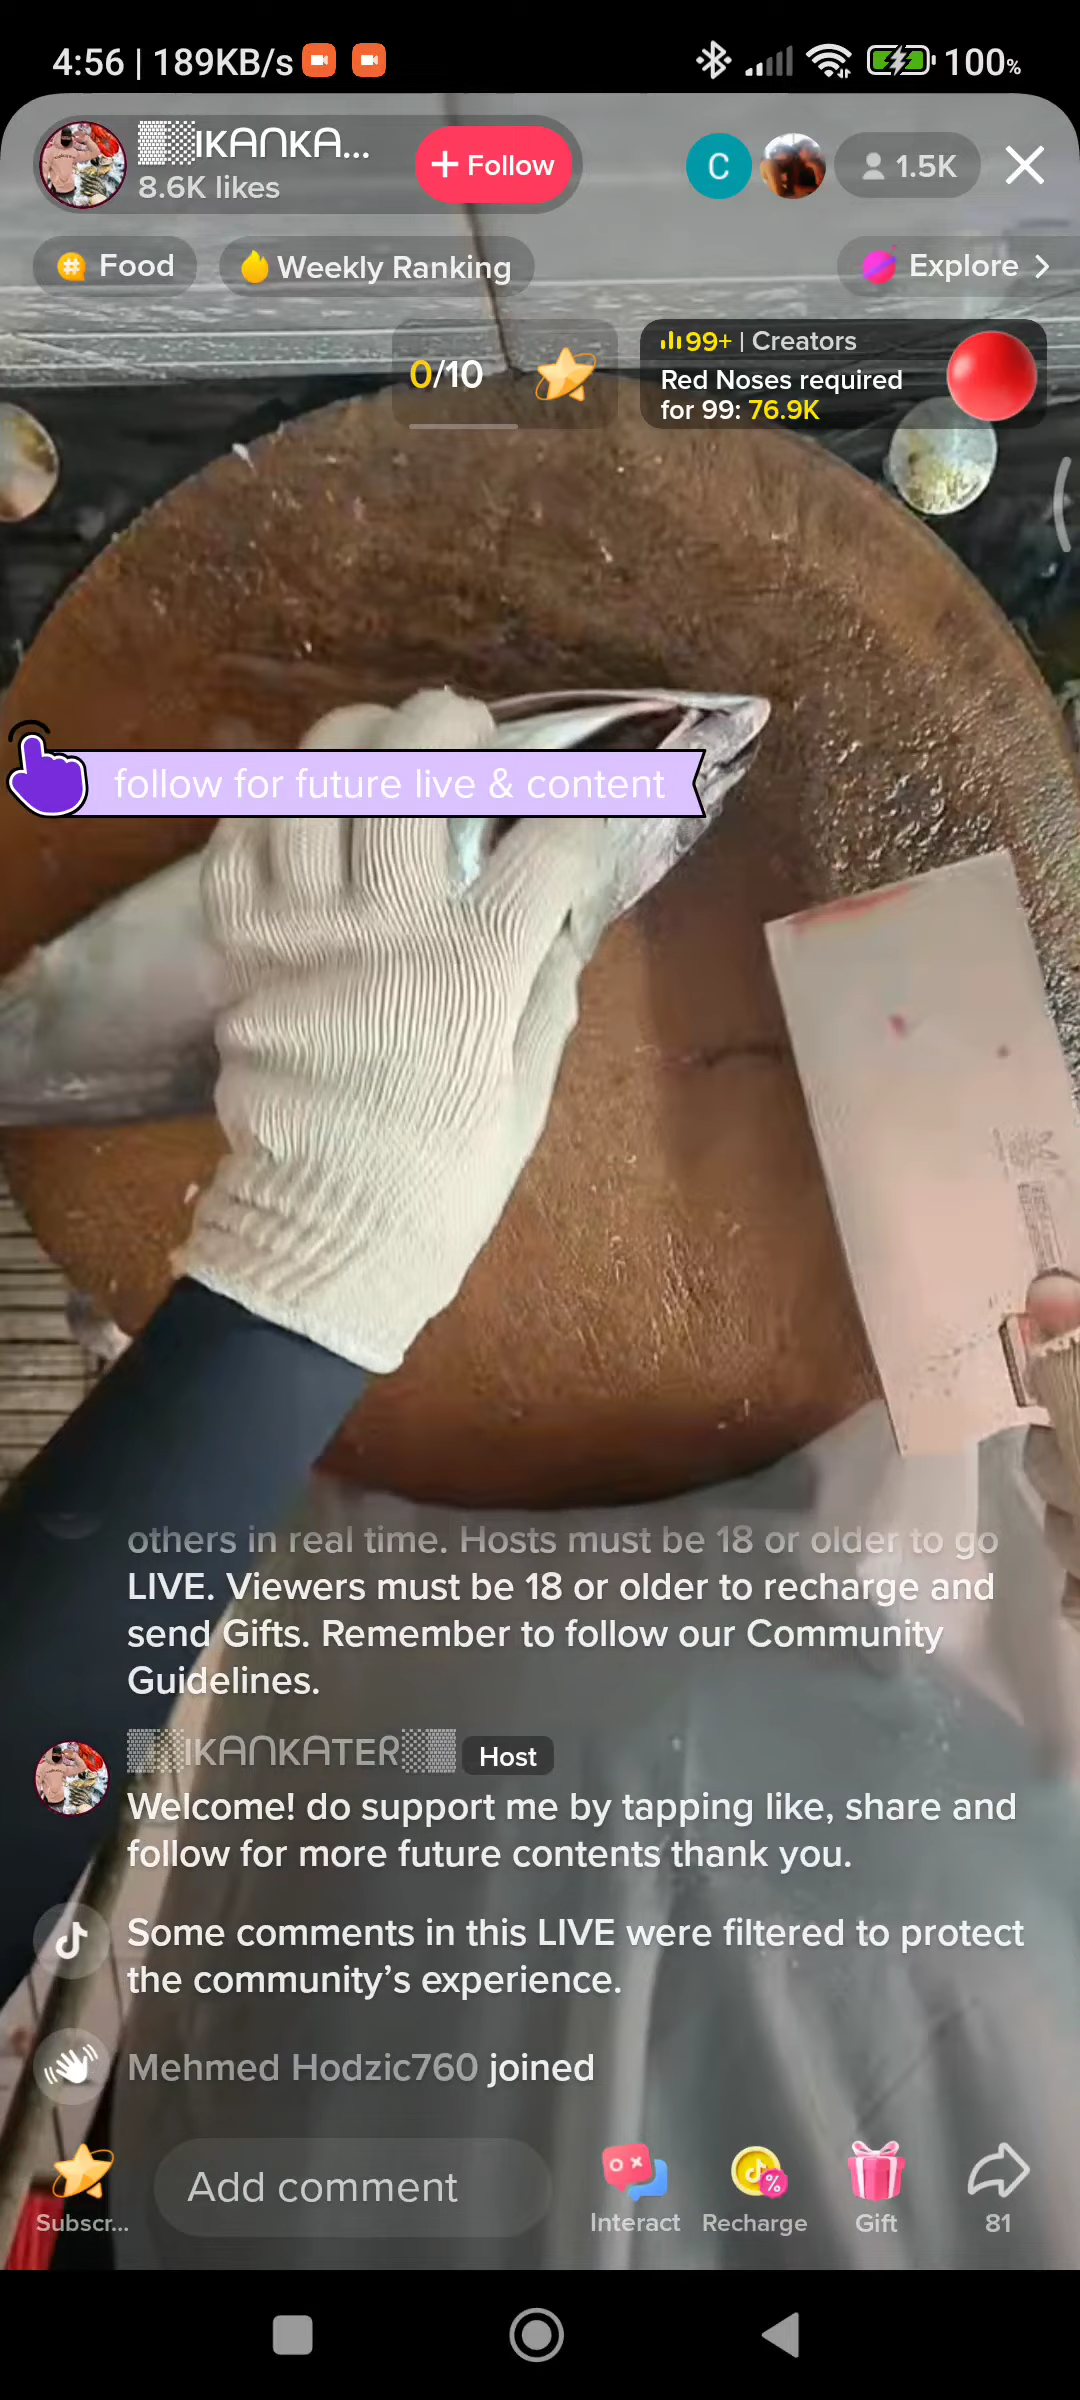 4:56 | 189KB/s
100%
▒░IKAՈKA...
8.6K likes
+ Follow
C
1.5K
Food
Weekly Ranking
Explore
0/10
99+ | Creators
Red Noses required
for 99: 76.9K
follow for future live & content
others in real time. Hosts must be 18 or older to go
LIVE. Viewers must be 18 or older to recharge and
send Gifts. Remember to follow our Community
Guidelines.
▒░IKAՈKATER░▒ Host
Welcome! do support me by tapping like, share and
follow for more future contents thank you.
Some comments in this LIVE were filtered to protect
the community’s experience.
Mehmed Hodzic760 joined
Subscr...
Add comment
Interact
Recharge
Gift
81